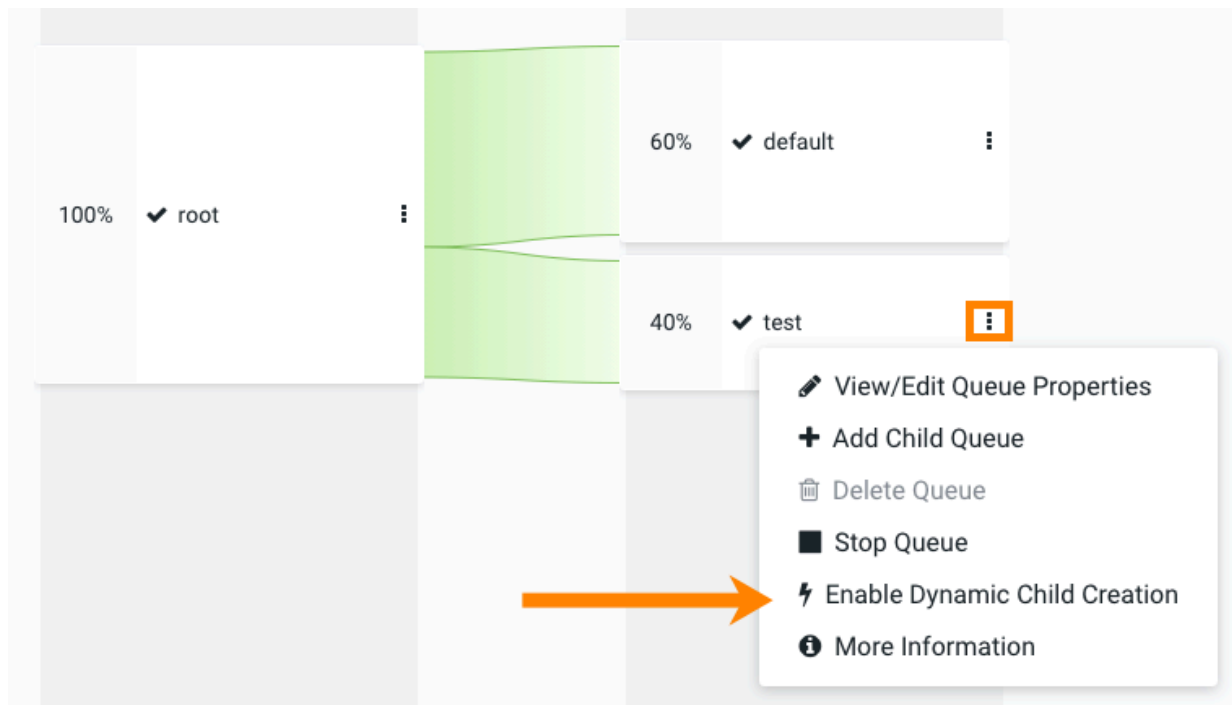 100% root
60% default
40% test
View/Edit Queue Properties
Add Child Queue
Delete Queue
Stop Queue
Enable Dynamic Child Creation
More Information